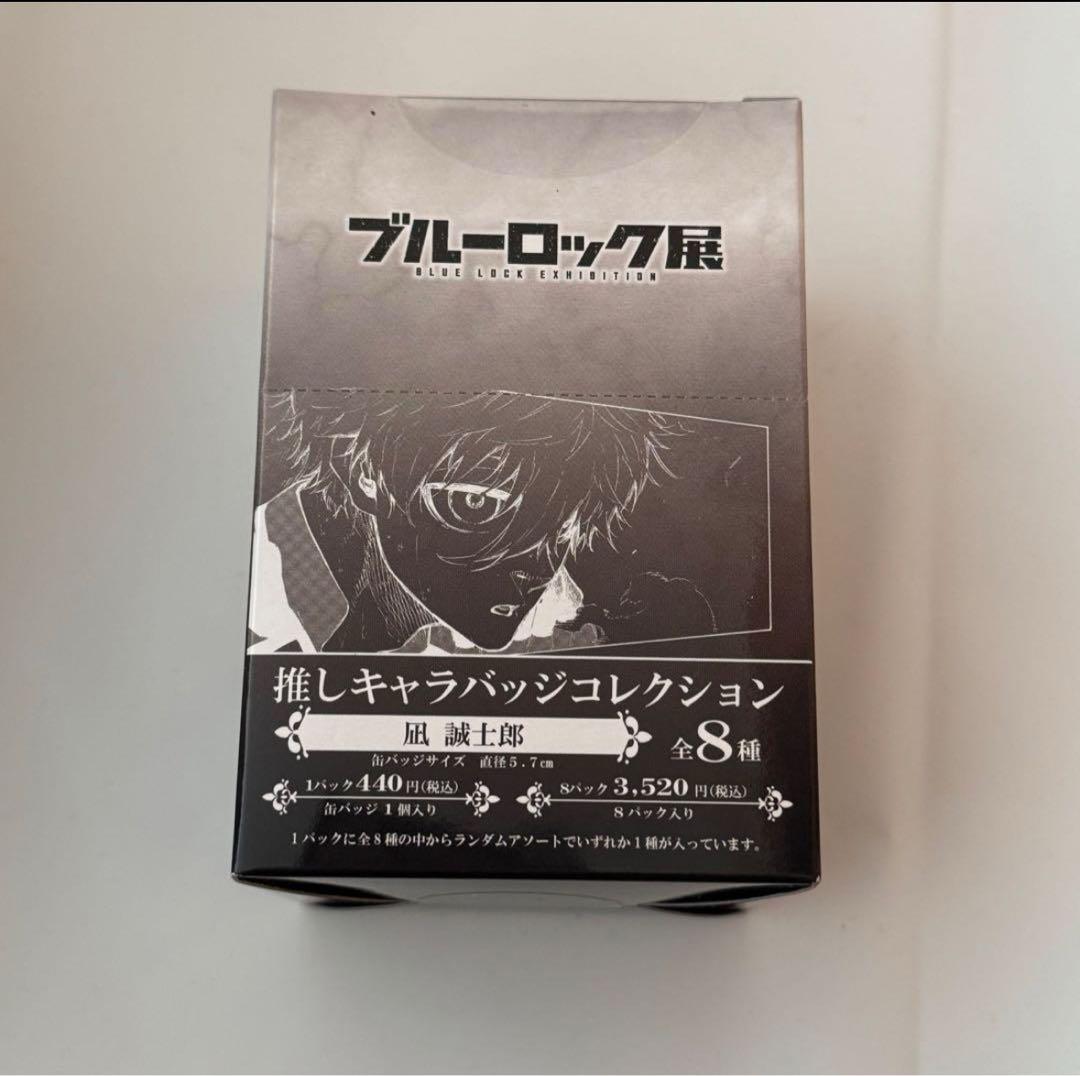 ブルーロック展
BLUE LOCK EXHIBITION
推しキャラバッジコレクション
凪 誠士郎
全8種
缶バッジサイズ 直径5.7cm
1パック440円(税込)
缶バッジ1個入り
8パック 3,520円(税込)
8パック入り
1パックに全8種の中からランダムアソートでいずれか1種が入っています。